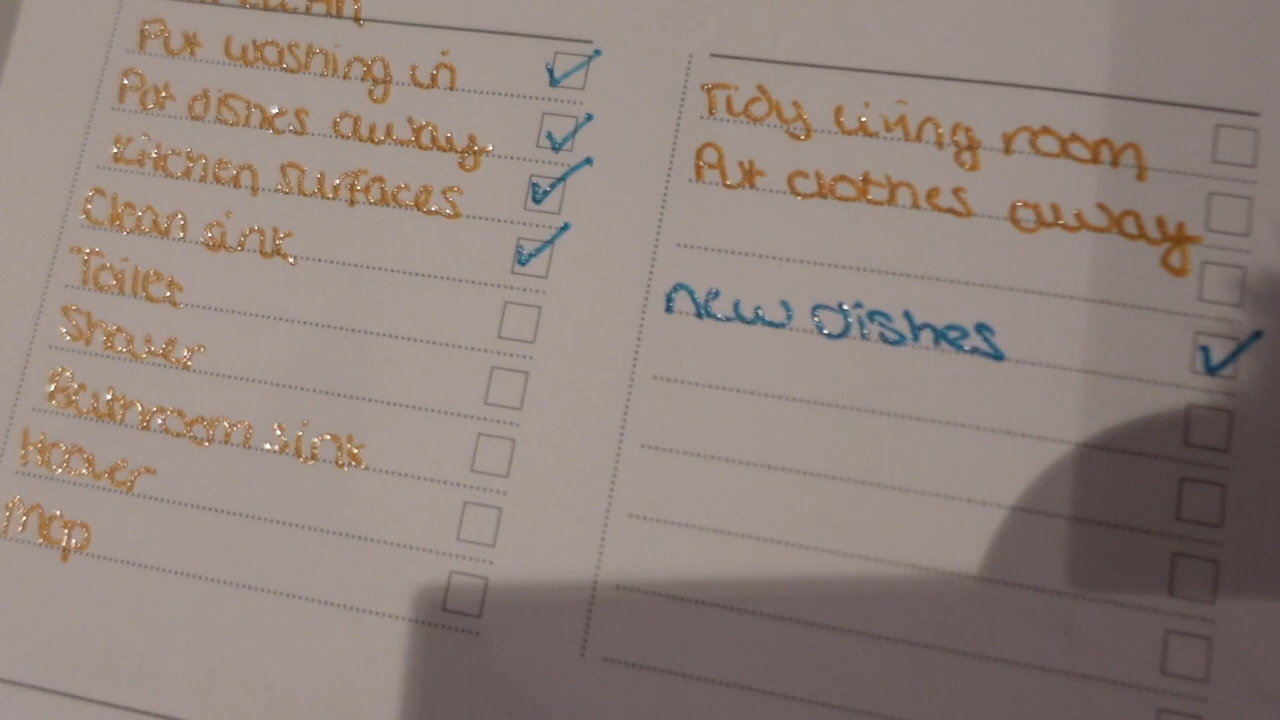 Put washing in
Put dishes away
Kitchen surfaces
Clean sink
Toilet
Shower
Bathroom sink
Hoover
mop
Tidy living room
Put clothes away
new dishes